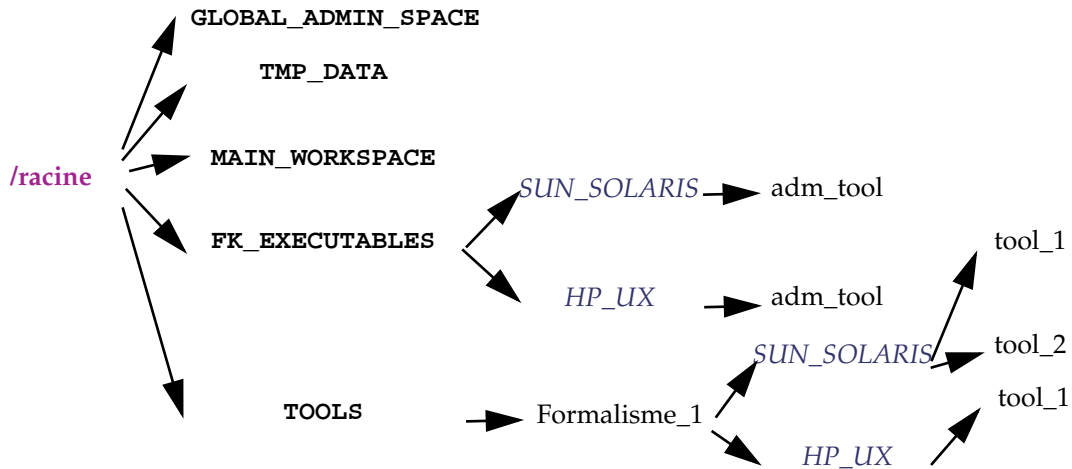 GLOBAL_ADMIN_SPACE
TMP_DATA
MAIN_WORKSPACE
/racine
SUN_SOLARIS
adm_tool
FK_EXECUTABLES
tool_1
HP_UX
adm_tool
SUN_SOLARIS
tool_2
TOOLS
Formalisme_1
tool_1
HP_UX